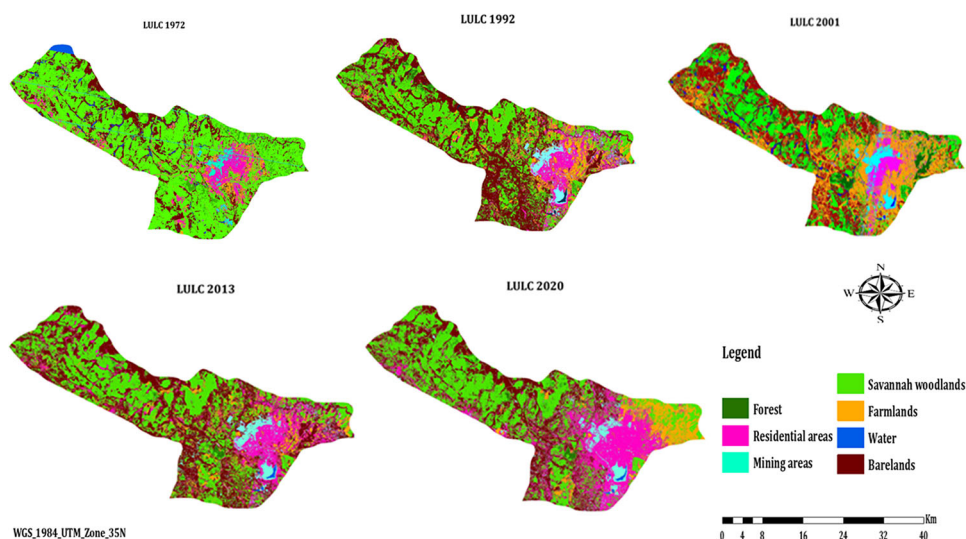 LULC 1972
LULC 1992
LULC 2001
LULC 2013
LULC 2020
N
W E
S
Legend
Forest
Residential areas
Mining areas
Savannah woodlands
Farmlands
Water
Barelands
Km
0 4 8 16 24 32 40
WGS_1984_UTM_Zone_35N